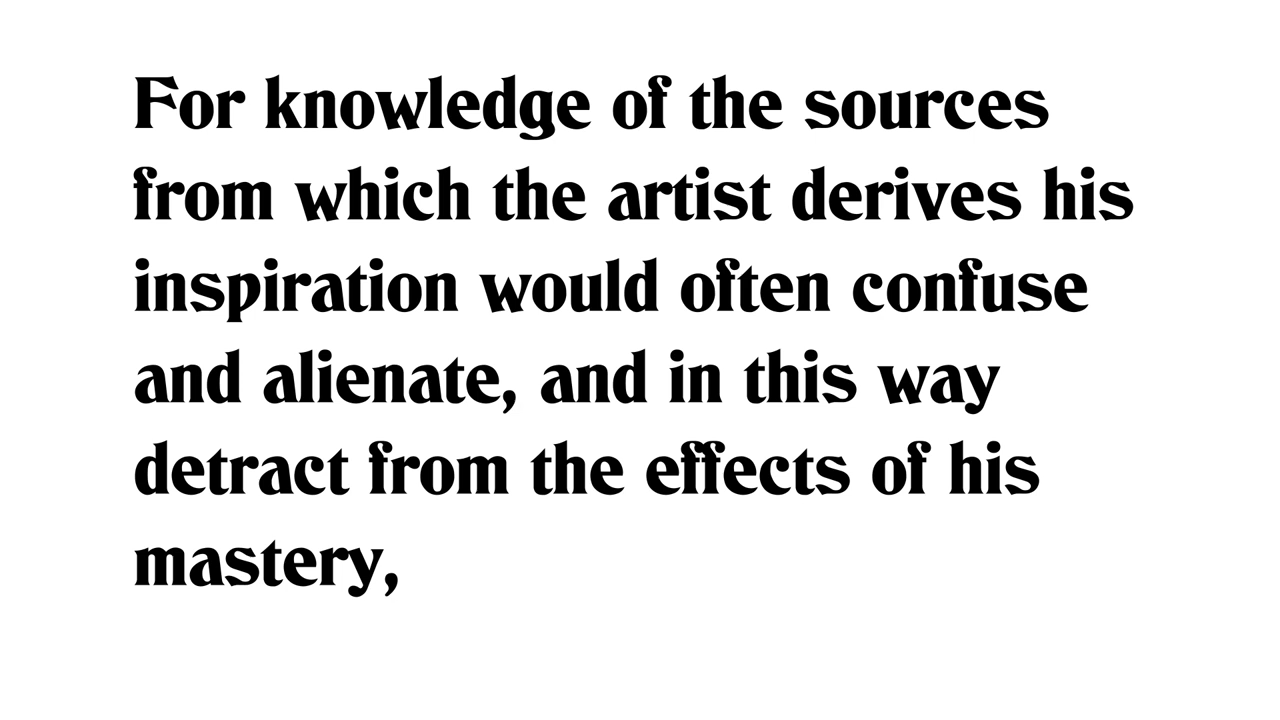 For knowledge of the sources
from which the artist derives his
inspiration would often confuse
and alienate, and in this way
detract from the effects of his
mastery,